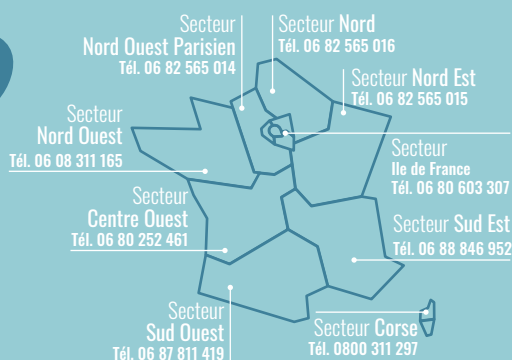 Secteur
Nord Ouest Parisien
Tél. 06 82 565 014
Secteur Nord
Tél. 06 82 565 016
Secteur Nord Est
Tél. 06 82 565 015
Secteur
Nord Ouest
Tél. 06 08 311 165
Secteur
Ile de France
Tél. 06 80 603 307
Secteur
Centre Ouest
Tél. 06 80 252 461
Secteur Sud Est
Tél. 06 88 846 952
Secteur
Sud Ouest
Tél. 06 87 811 419
Secteur Corse
Tél. 0800 311 297